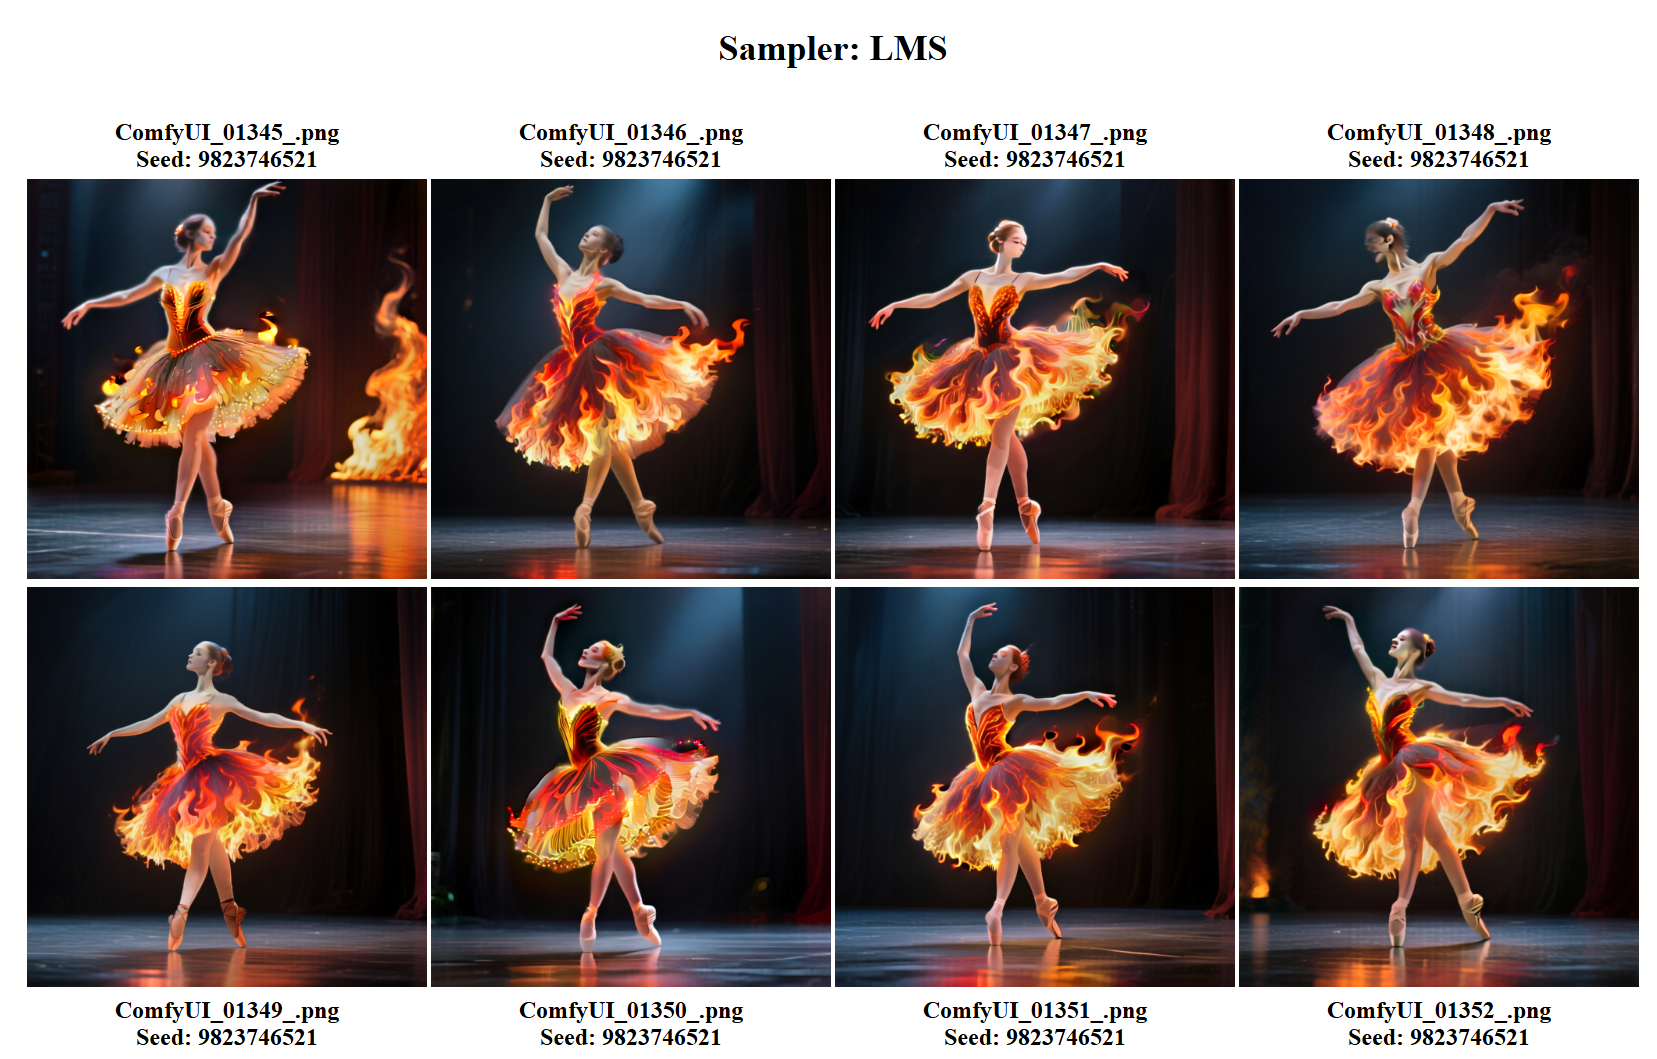 Sampler: LMS
ComfyUI_01345_.png
Seed: 9823746521
ComfyUI_01346_.png
Seed: 9823746521
ComfyUI_01347_.png
Seed: 9823746521
ComfyUI_01348_.png
Seed: 9823746521
ComfyUI_01349_.png
Seed: 9823746521
ComfyUI_01350_.png
Seed: 9823746521
ComfyUI_01351_.png
Seed: 9823746521
ComfyUI_01352_.png
Seed: 9823746521